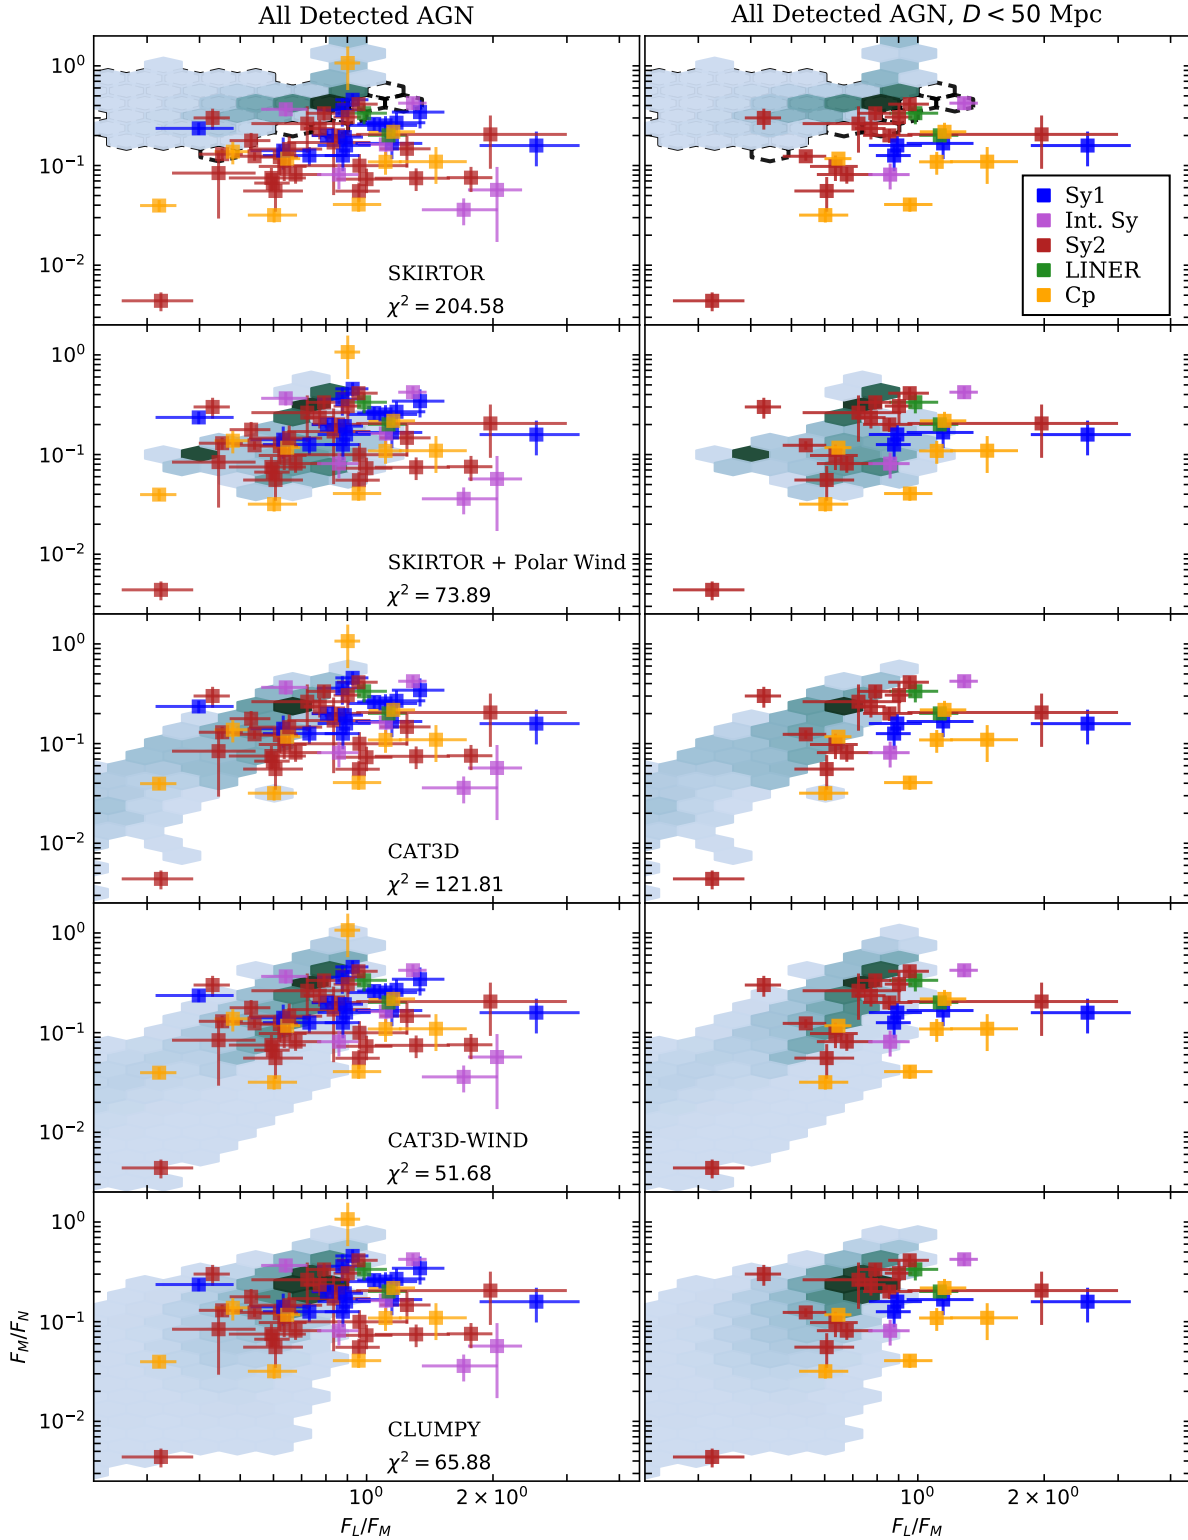 All Detected AGN
All Detected AGN, D < 50 Mpc
10⁰
10⁻¹
10⁻²
SKIRTOR
χ² = 204.58
Sy1
Int. Sy
Sy2
LINER
Cp
10⁰
10⁻¹
10⁻²
SKIRTOR + Polar Wind
χ² = 73.89
10⁰
10⁻¹
10⁻²
CAT3D
χ² = 121.81
10⁰
10⁻¹
10⁻²
CAT3D-WIND
χ² = 51.68
10⁰
10⁻¹
10⁻²
F_M/F_N
CLUMPY
χ² = 65.88
10⁰
2 × 10⁰
10⁰
2 × 10⁰
F_L/F_M
F_L/F_M